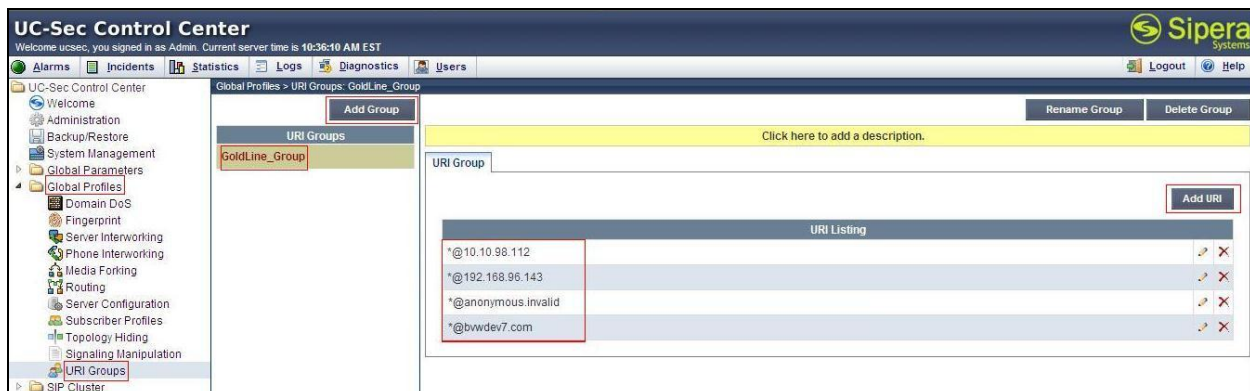 UC-Sec Control Center
Welcome ucsec, you signed in as Admin. Current server time is 10:36:10 AM EST
Sipera
Systems
Alarms Incidents Statistics Logs Diagnostics Users Logout Help
UC-Sec Control Center
Welcome
Administration
Backup/Restore
System Management
Global Parameters
Global Profiles
Domain DoS
Fingerprint
Server Interworking
Phone Interworking
Media Forking
Routing
Server Configuration
Subscriber Profiles
Topology Hiding
Signaling Manipulation
URI Groups
SIP Cluster
Global Profiles > URI Groups: GoldLine_Group
Add Group
URI Groups
GoldLine_Group
Rename Group Delete Group
Click here to add a description.
URI Group
Add URI
URI Listing
*@10.10.98.112
*@192.168.96.143
*@anonymous.invalid
*@bvwdev7.com